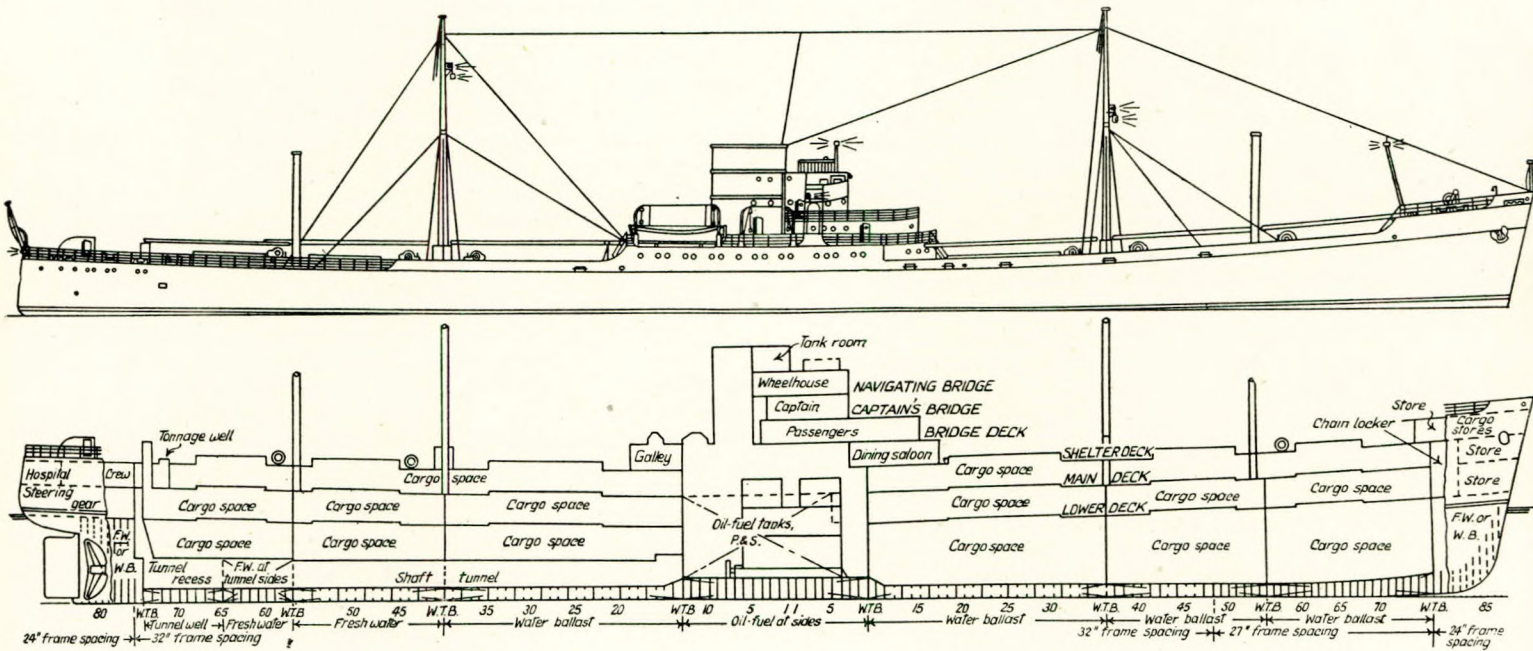 Tank room
Wheelhouse NAVIGATING BRIDGE
Captain CAPTAIN'S BRIDGE
Passengers BRIDGE DECK
Tonnage well
Galley
Dining saloon
SHELTER DECK
Chain locker
Store
Cargo stores
Hospital
Crew
Cargo space
Cargo space
MAIN DECK
Store
Steering gear
Cargo space
Cargo space
Cargo space
Cargo space
Cargo space
Cargo space
Store
LOWER DECK
Oil-fuel tanks, P.& S.
F.W. or W.B.
Cargo space
Cargo space
Cargo space
Cargo space
Cargo space
Cargo space
F.W. or W.B.
Tunnel recess
F.W. at tunnel sides
Shaft tunnel
80 W.T.B. 70 65 60 W.T.B. 50 45 W.T.B. 35 30 25 20 W.T.B. 10 5 11 5 W.T.B. 15 20 25 30 W.T.B. 40 45 50 W.T.B. 60 65 70 W.T.B. 85
Tunnel well Fresh water Fresh water Water ballast Oil-fuel at sides Water ballast Water ballast Water ballast
24" frame spacing 32" frame spacing 32" frame spacing 27" frame spacing 24" frame spacing